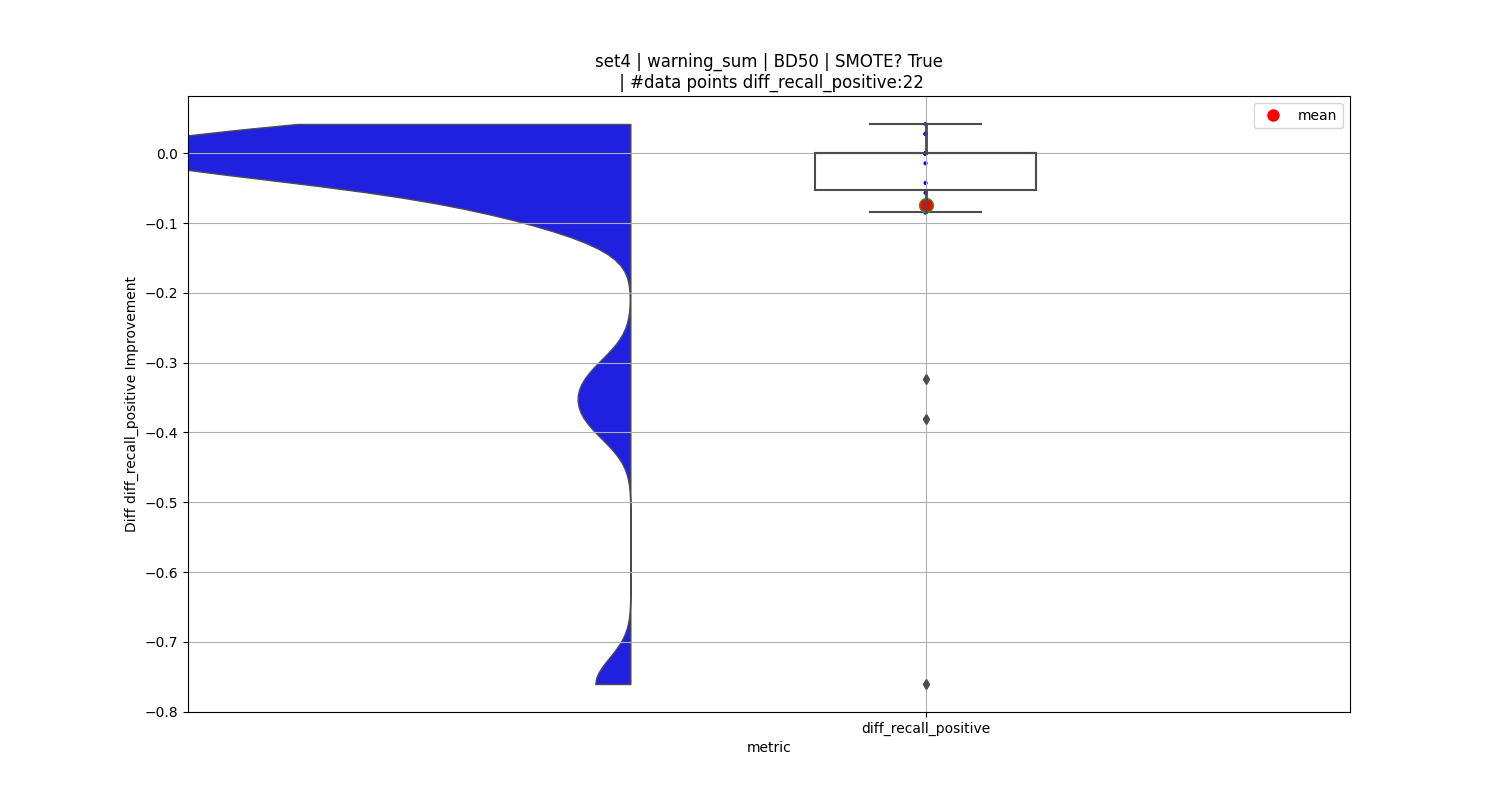 set4 | warning_sum | BD50 | SMOTE? True
| #data points diff_recall_positive:22
mean
0.0
−0.1
−0.2
−0.3
−0.4
−0.5
−0.6
−0.7
−0.8
Diff diff_recall_positive Improvement
diff_recall_positive
metric